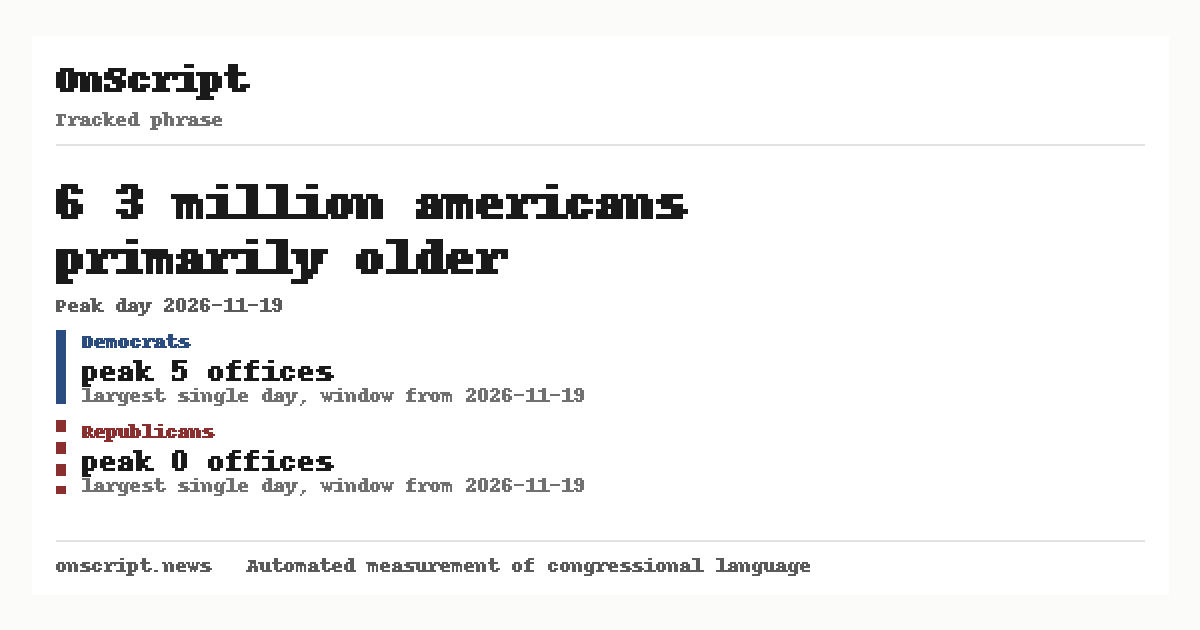 OnScript
Tracked phrase
6 3 million americans
primarily older
Peak day 2026-11-19
Democrats
peak 5 offices
largest single day, window from 2026-11-19
Republicans
peak 0 offices
largest single day, window from 2026-11-19
onscript.news Automated measurement of congressional language